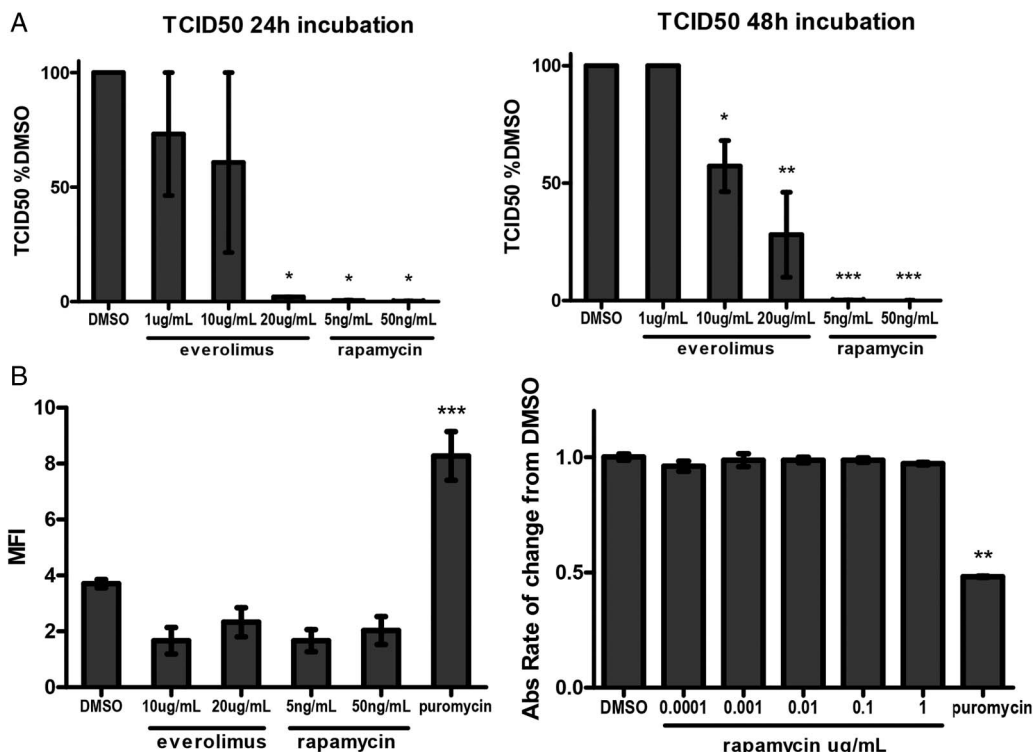 A
TCID50 24h incubation
TCID50 %DMSO
100
50
0
* * *
DMSO 1ug/mL 10ug/mL 20ug/mL 5ng/mL 50ng/mL
everolimus rapamycin
TCID50 48h incubation
TCID50 %DMSO
100
50
0
* ** *** ***
DMSO 1ug/mL 10ug/mL 20ug/mL 5ng/mL 50ng/mL
everolimus rapamycin
B
MFI
10
8
6
4
2
0
***
DMSO 10ug/mL 20ug/mL 5ng/mL 50ng/mL puromycin
everolimus rapamycin
Abs Rate of change from DMSO
1.0
0.5
0.0
**
DMSO 0.0001 0.001 0.01 0.1 1 puromycin
rapamycin ug/mL